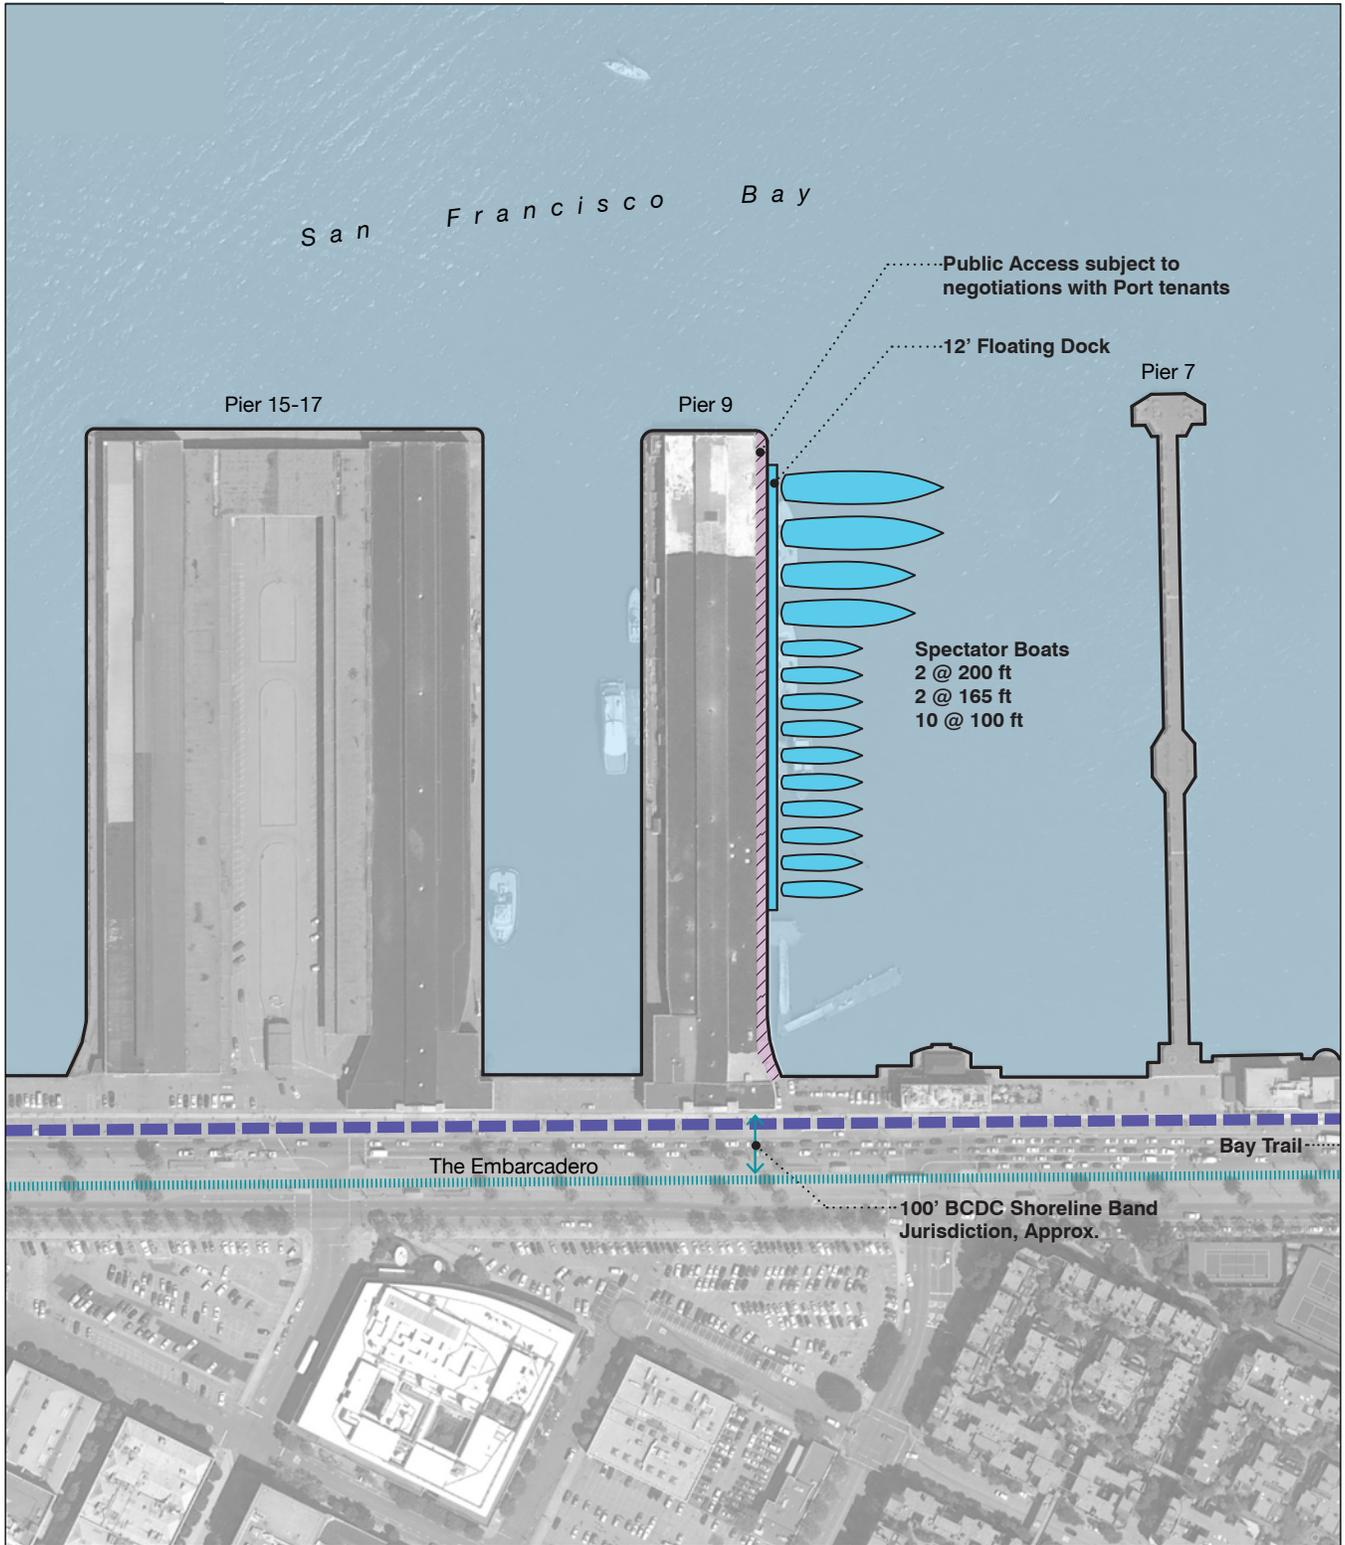 San Francisco Bay
Public Access subject to
negotiations with Port tenants
12’ Floating Dock
Pier 7
Pier 15-17
Pier 9
Spectator Boats
2 @ 200 ft
2 @ 165 ft
10 @ 100 ft
Bay Trail
The Embarcadero
100’ BCDC Shoreline Band
Jurisdiction, Approx.